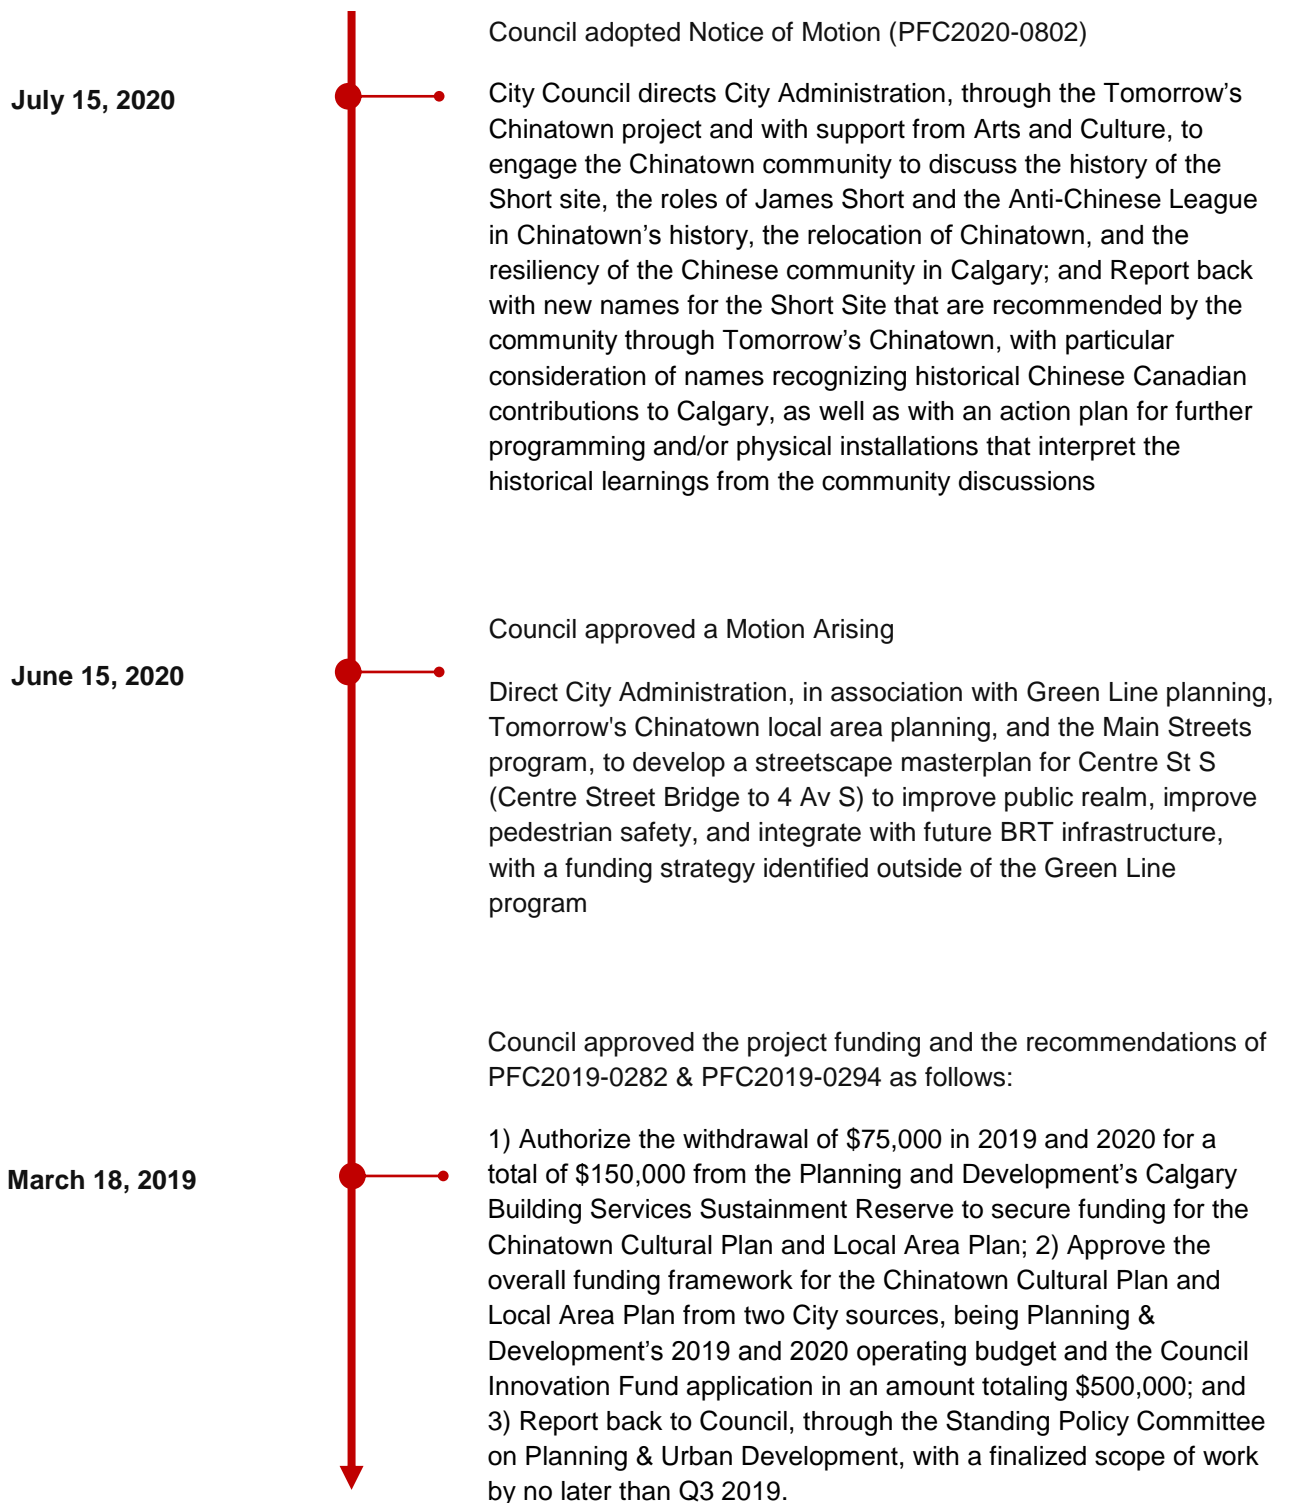 Council adopted Notice of Motion (PFC2020-0802)
July 15, 2020
City Council directs City Administration, through the Tomorrow’s
Chinatown project and with support from Arts and Culture, to
engage the Chinatown community to discuss the history of the
Short site, the roles of James Short and the Anti-Chinese League
in Chinatown’s history, the relocation of Chinatown, and the
resiliency of the Chinese community in Calgary; and Report back
with new names for the Short Site that are recommended by the
community through Tomorrow’s Chinatown, with particular
consideration of names recognizing historical Chinese Canadian
contributions to Calgary, as well as with an action plan for further
programming and/or physical installations that interpret the
historical learnings from the community discussions
Council approved a Motion Arising
June 15, 2020
Direct City Administration, in association with Green Line planning,
Tomorrow's Chinatown local area planning, and the Main Streets
program, to develop a streetscape masterplan for Centre St S
(Centre Street Bridge to 4 Av S) to improve public realm, improve
pedestrian safety, and integrate with future BRT infrastructure,
with a funding strategy identified outside of the Green Line
program
Council approved the project funding and the recommendations of
PFC2019-0282 & PFC2019-0294 as follows:
March 18, 2019
1) Authorize the withdrawal of $75,000 in 2019 and 2020 for a
total of $150,000 from the Planning and Development’s Calgary
Building Services Sustainment Reserve to secure funding for the
Chinatown Cultural Plan and Local Area Plan; 2) Approve the
overall funding framework for the Chinatown Cultural Plan and
Local Area Plan from two City sources, being Planning &
Development’s 2019 and 2020 operating budget and the Council
Innovation Fund application in an amount totaling $500,000; and
3) Report back to Council, through the Standing Policy Committee
on Planning & Urban Development, with a finalized scope of work
by no later than Q3 2019.